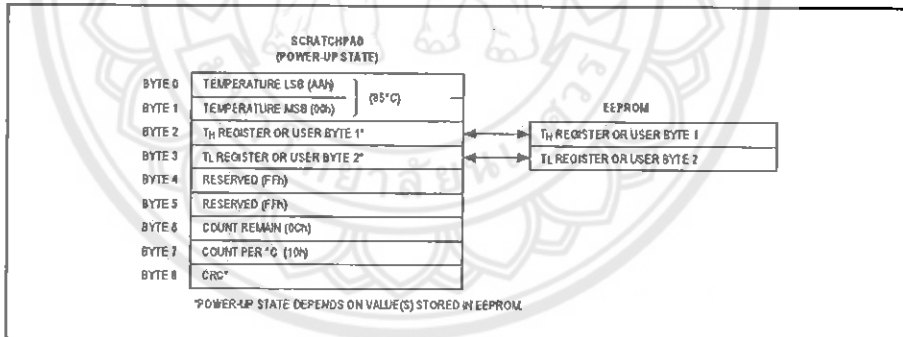 SCRATCHPAD
(POWER-UP STATE)
BYTE 0 TEMPERATURE LSB (AAh)
(85°C)
BYTE 1 TEMPERATURE MSB (00h)
EEPROM
BYTE 2 TH REGISTER OR USER BYTE 1* TH REGISTER OR USER BYTE 1
BYTE 3 TL REGISTER OR USER BYTE 2* TL REGISTER OR USER BYTE 2
BYTE 4 RESERVED (FFh)
BYTE 5 RESERVED (FFh)
BYTE 6 COUNT REMAIN (0Ch)
BYTE 7 COUNT PER °C (10h)
BYTE 8 CRC*
*POWER-UP STATE DEPENDS ON VALUE(S) STORED IN EEPROM.